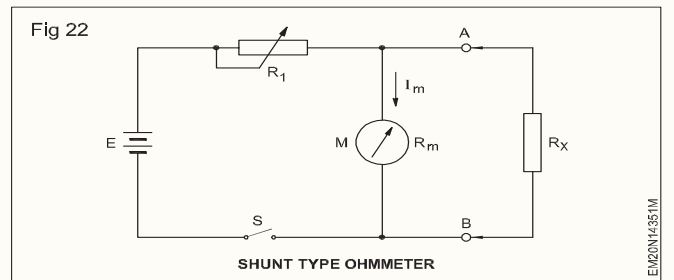 Fig 22
A
R1
Im
E
M
Rm
RX
S
B
SHUNT TYPE OHMMETER
EM20N14351M